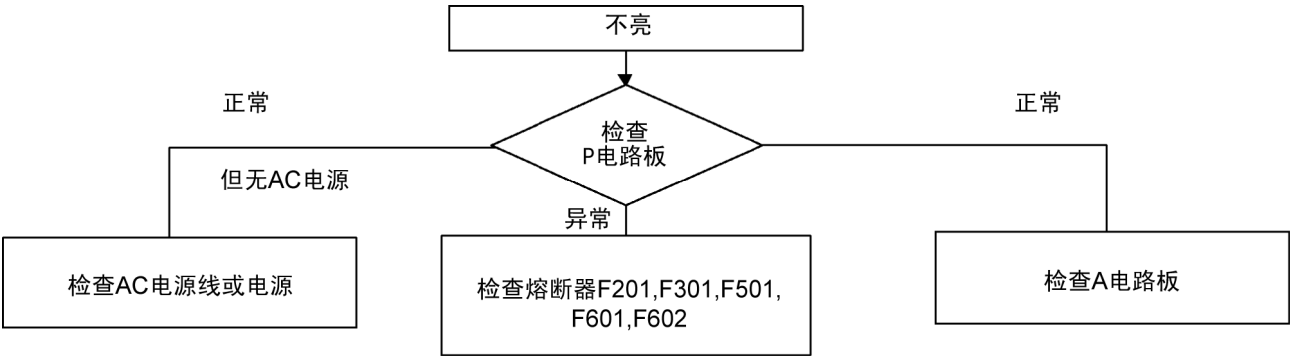 不亮
正常
正常
检查
P电路板
但无AC电源
异常
检查AC电源线或电源
检查熔断器F201,F301,F501,
F601,F602
检查A电路板